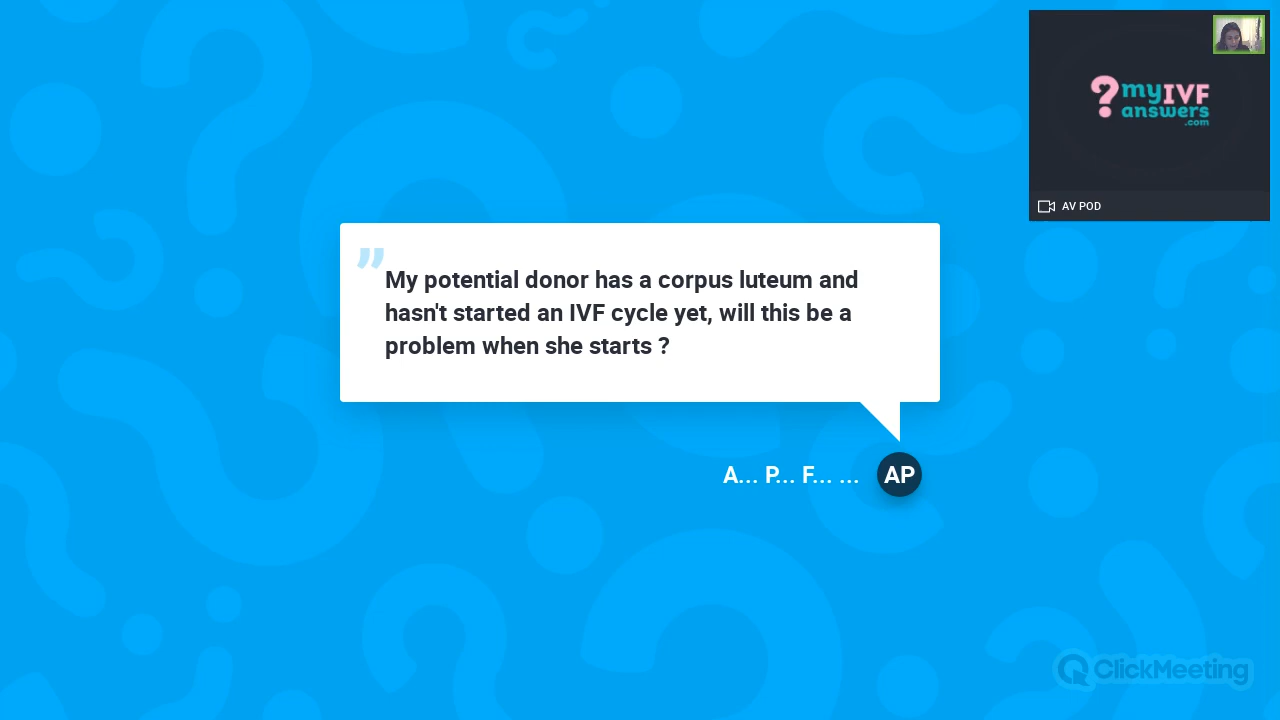 ?myIVF
answers
.com
AV POD
” My potential donor has a corpus luteum and
hasn't started an IVF cycle yet, will this be a
problem when she starts ?
A... P... F... ... AP
ClickMeeting